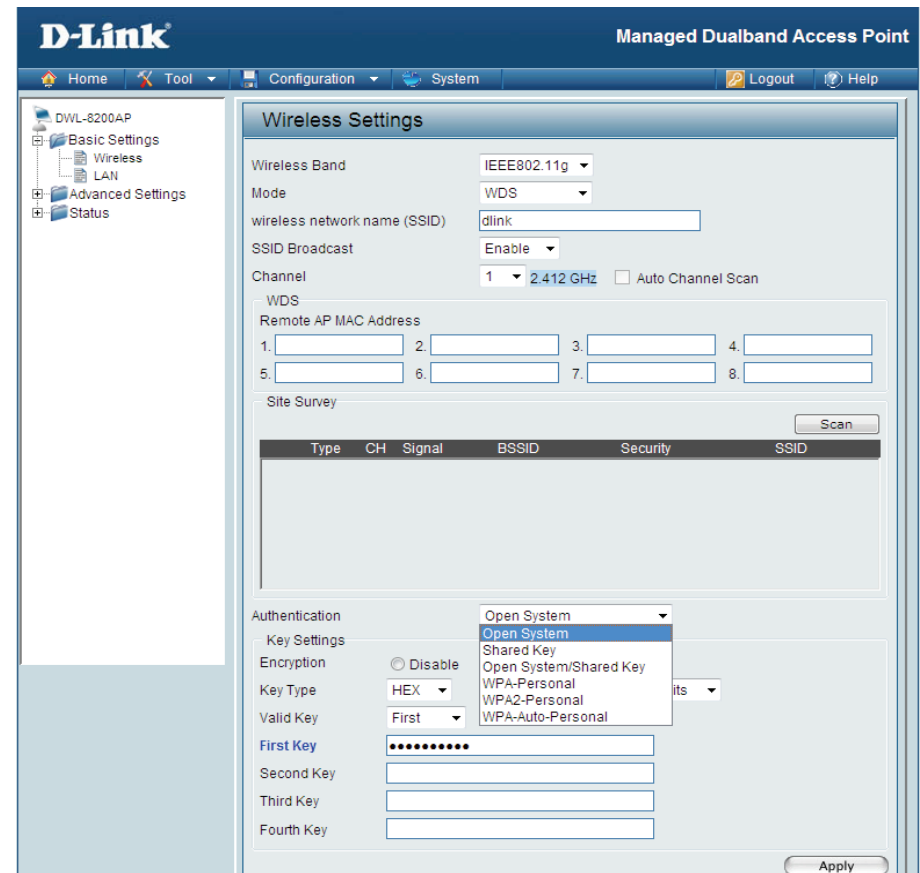 D-Link
Managed Dualband Access Point
Home Tool Configuration System Logout Help
DWL-8200AP
Basic Settings
Wireless
LAN
Advanced Settings
Status
Wireless Settings
Wireless Band IEEE802.11g
Mode WDS
wireless network name (SSID) dlink
SSID Broadcast Enable
Channel 1 2.412 GHz Auto Channel Scan
WDS
Remote AP MAC Address
1. 2. 3. 4.
5. 6. 7. 8.
Site Survey
Scan
Type CH Signal BSSID Security SSID
Authentication Open System
Open System
Shared Key
Open System/Shared Key
WPA-Personal
WPA2-Personal
WPA-Auto-Personal
Key Settings
Encryption Disable
Key Type HEX its
Valid Key First
First Key ●●●●●●●●●●
Second Key
Third Key
Fourth Key
Apply